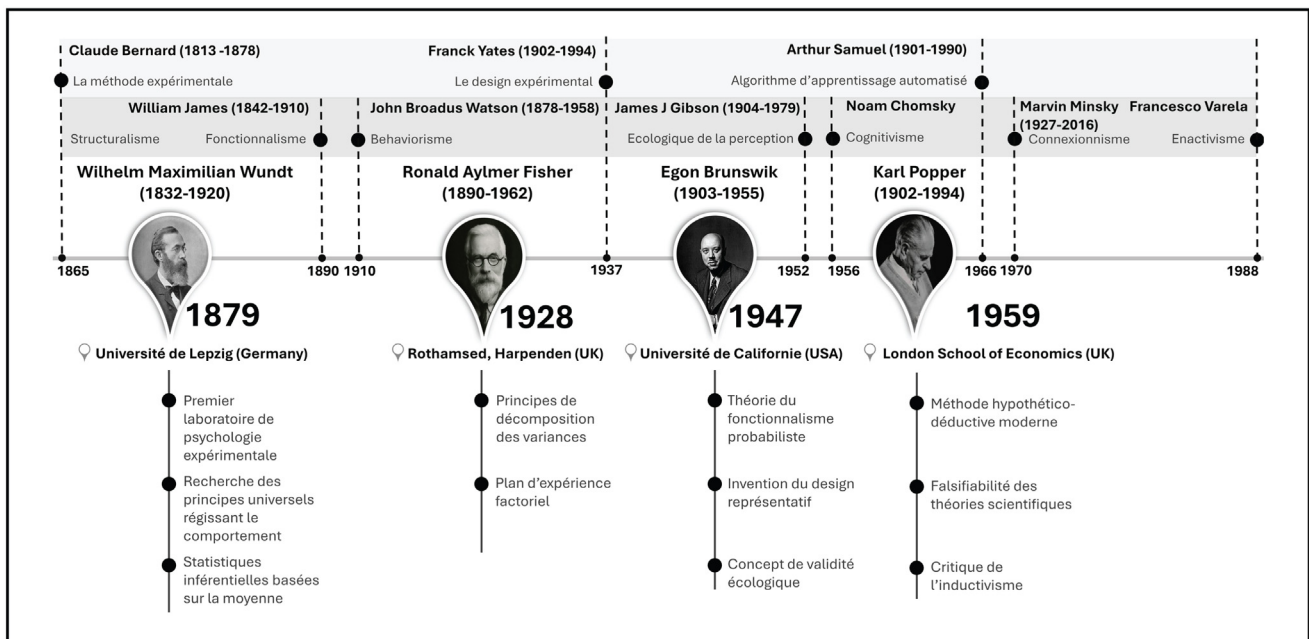 Claude Bernard (1813 -1878)
La méthode expérimentale
Franck Yates (1902-1994)
Le design expérimental
Arthur Samuel (1901-1990)
Algorithme d'apprentissage automatisé
William James (1842-1910)
Structuralisme
Fonctionnalisme
John Broadus Watson (1878-1958)
Behaviorisme
James J Gibson (1904-1979)
Ecologique de la perception
Noam Chomsky
Cognitivisme
Marvin Minsky
(1927-2016)
Connexionnisme
Francesco Varela
Enactivisme
Wilhelm Maximilian Wundt
(1832-1920)
Ronald Aylmer Fisher
(1890-1962)
Egon Brunswik
(1903-1955)
Karl Popper
(1902-1994)
1865
1890
1910
1937
1952
1956
1966
1970
1988
1879
Université de Lepzig (Germany)
Premier
laboratoire de
psychologie
expérimentale
Recherche des
principes universels
régissant le
comportement
Statistiques
inférentielles basées
sur la moyenne
1928
Rothamsed, Harpenden (UK)
Principes de
décomposition
des variances
Plan d'expérience
factoriel
1947
Université de Californie (USA)
Théorie du
fonctionnalisme
probabiliste
Invention du design
représentatif
Concept de validité
écologique
1959
London School of Economics (UK)
Méthode hypothético-
déductive moderne
Falsifiabilité des
théories scientifiques
Critique de
l'inductivisme